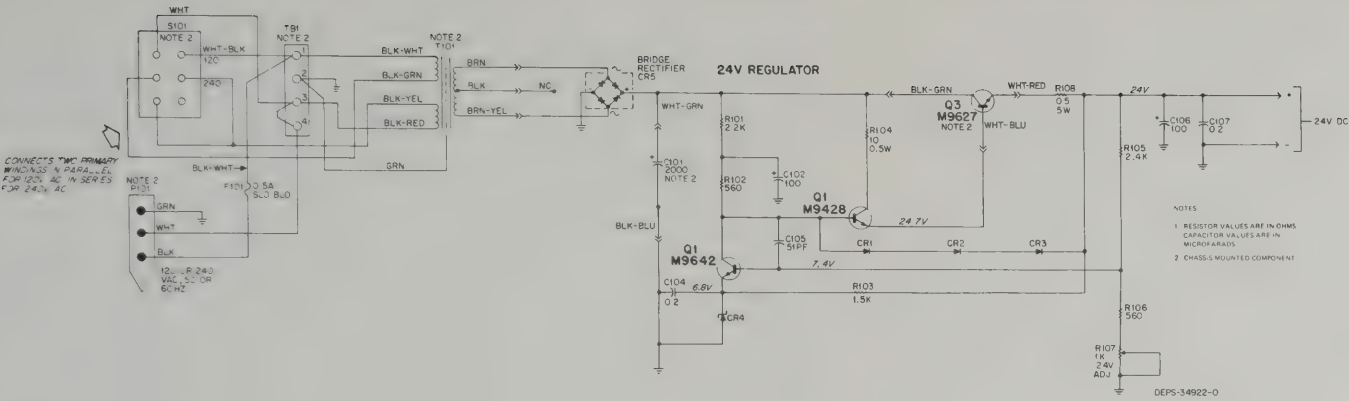 WHT
S101
NOTE 2
WHT-BLK
120
240
TB1
NOTE 2
1
2
3
4
BLK-WHT
BLK-GRN
BLK-YEL
BLK-RED
GRN
NOTE 2
T101
BRN
BLK
NC
BRN-YEL
BRIDGE
RECTIFIER
CR5
24V REGULATOR
CONNECTS TWO PRIMARY
WINDINGS IN PARALLEL
FOR 120V AC IN SERIES
FOR 240V AC
NOTE 2
P101
GRN
WHT
BLK
BLK-WHT
F101 0.5A
SLO BLO
120 OR 240
VAC, 50 OR
60HZ
WHT-GRN
+
C101
2000
NOTE 2
BLK-BLU
C104
0.2
6.8V
CR4
R101
2.2K
R102
560
+
C102
100
Q1
M9642
C105
51PF
Q1
M9428
R104
10
0.5W
24.7V
CR1
CR2
CR3
7.4V
R103
1.5K
BLK-GRN
WHT-RED
Q3
M9627
NOTE 2
WHT-BLU
R108
0.5
5W
24V
R105
2.4K
+
C106
100
C107
0.2
+
-
24V DC
R106
560
R107
1K
24V
ADJ
NOTES
1 RESISTOR VALUES ARE IN OHMS
CAPACITOR VALUES ARE IN
MICROFARADS
2 CHASSIS MOUNTED COMPONENT
DEPS-34922-O